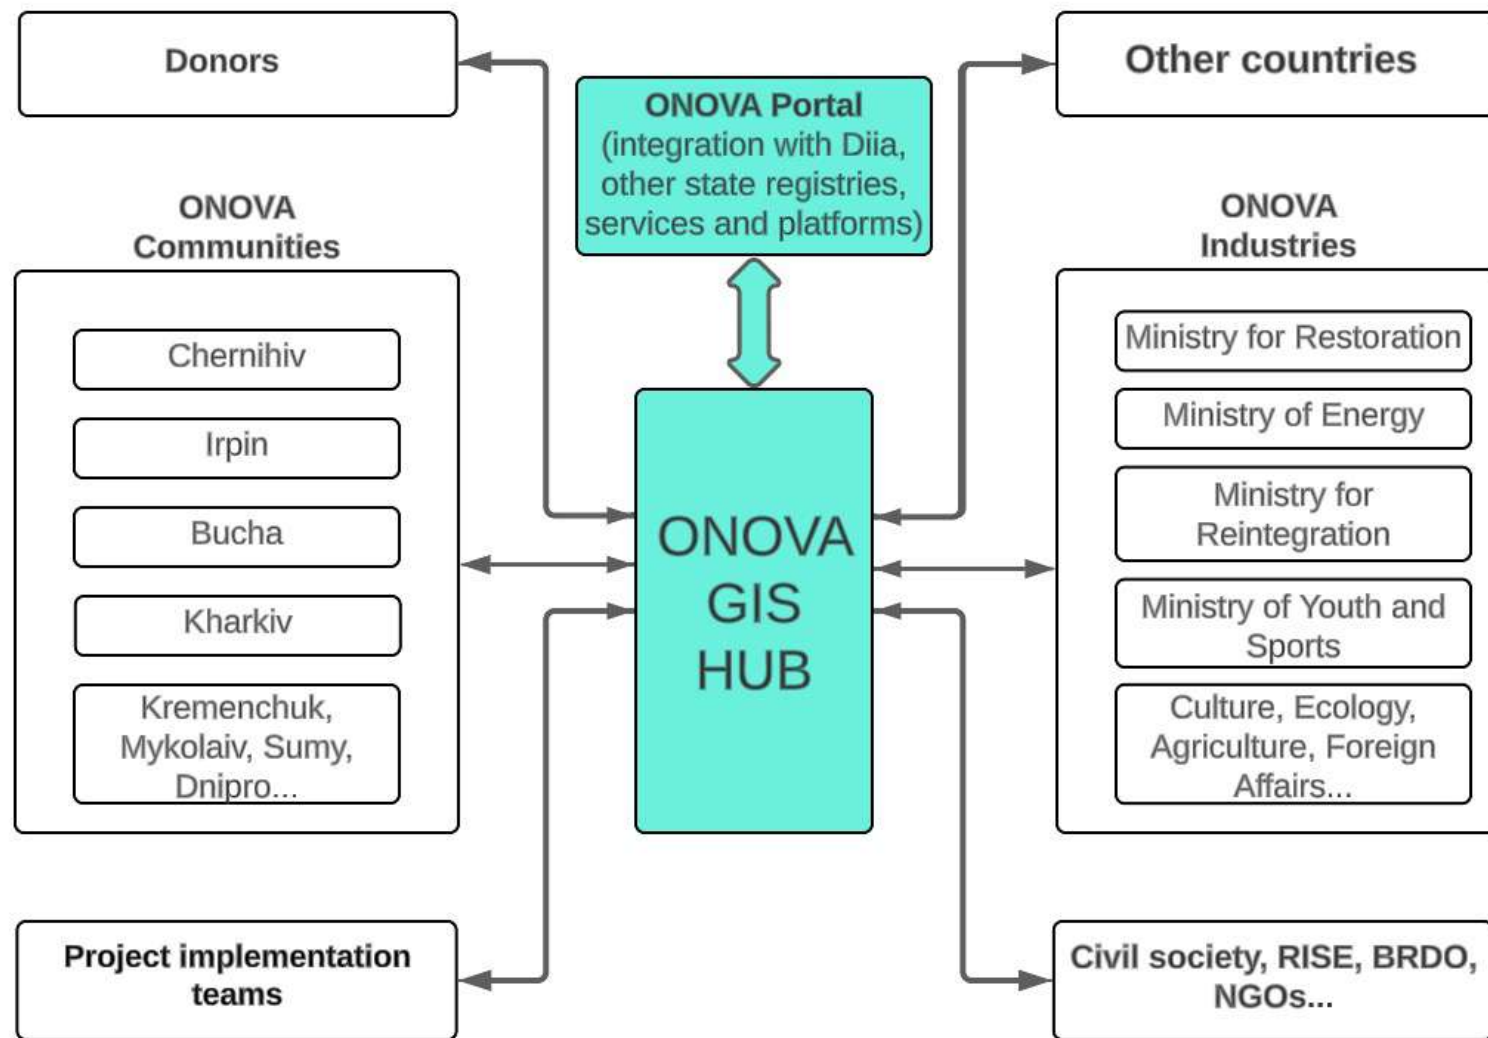 Donors
ONOVA Portal
(integration with Diia,
other state registries,
services and platforms)
Other countries
ONOVA
Communities
Chernihiv
Irpin
Bucha
Kharkiv
Kremenchuk,
Mykolaiv, Sumy,
Dnipro...
ONOVA
GIS
HUB
ONOVA
Industries
Ministry for Restoration
Ministry of Energy
Ministry for
Reintegration
Ministry of Youth and
Sports
Culture, Ecology,
Agriculture, Foreign
Affairs...
Project implementation
teams
Civil society, RISE, BRDO,
NGOs...